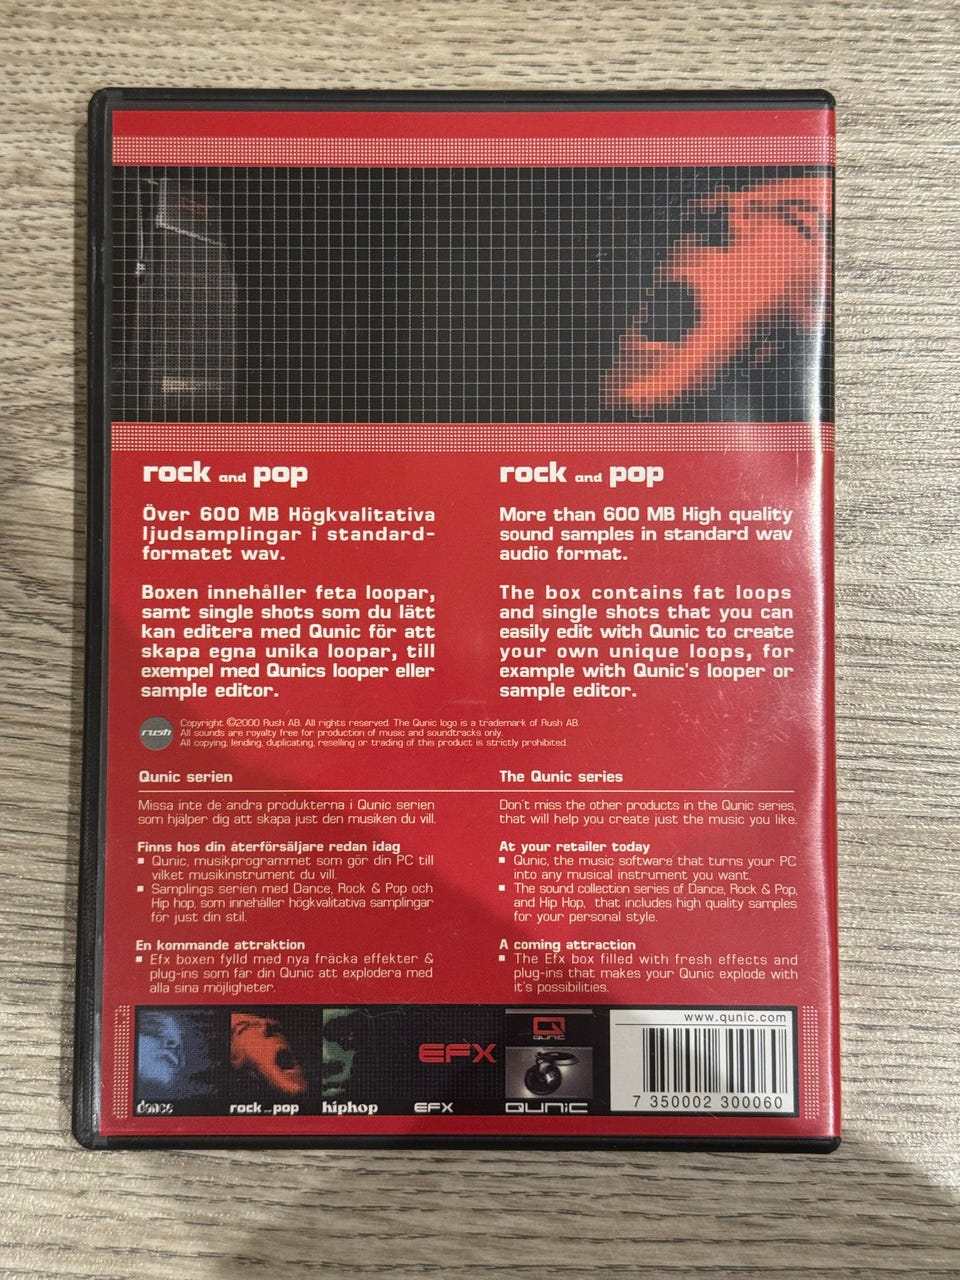 rock and pop
Över 600 MB Högkvalitativa
ljudsamplingar i standard-
formatet wav.
Boxen innehåller feta loopar,
samt single shots som du lätt
kan editera med Qunic för att
skapa egna unika loopar, till
exempel med Qunics looper eller
sample editor.
rock and pop
More than 600 MB High quality
sound samples in standard wav
audio format.
The box contains fat loops
and single shots that you can
easily edit with Qunic to create
your own unique loops, for
example with Qunic's looper or
sample editor.
rush
Copyright ©2000 Rush AB. All rights reserved. The Qunic logo is a trademark of Rush AB.
All sounds are royalty free for production of music and soundtracks only.
All copying, lending, duplicating, reselling or trading of this product is strictly prohibited.
Qunic serien
Missa inte de andra produkterna i Qunic serien
som hjälper dig att skapa just den musiken du vill.
Finns hos din återförsäljare redan idag
Qunic, musikprogrammet som gör din PC till
vilket musikinstrument du vill.
Samplings serien med Dance, Rock & Pop och
Hip hop, som innehåller högkvalitativa samplingar
för just din stil.
En kommande attraktion
Efx boxen fylld med nya fräcka effekter &
plug-ins som får din Qunic att explodera med
alla sina möjligheter.
The Qunic series
Don't miss the other products in the Qunic series,
that will help you create just the music you like.
At your retailer today
Qunic, the music software that turns your PC
into any musical instrument you want.
The sound collection series of Dance, Rock & Pop,
and Hip Hop, that includes high quality samples
for your personal style.
A coming attraction
The Efx box filled with fresh effects and
plug-ins that makes your Qunic explode with
it's possibilities.
dance
rock and pop
hiphop
EFX
EFX
QUNIC
QUNIC
www.qunic.com
7 350002 300060